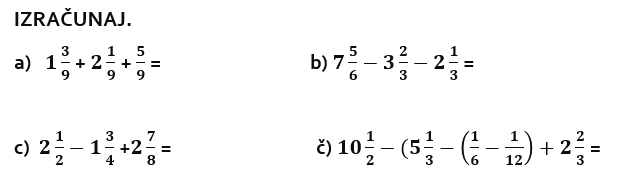 IZRAČUNAJ.
a) 1 3/9 + 2 1/9 + 5/9 =
b) 7 5/6 − 3 2/3 − 2 1/3 =
c) 2 1/2 − 1 3/4 +2 7/8 =
č) 10 1/2 − (5 1/3 − (1/6 − 1/12) + 2 2/3 =